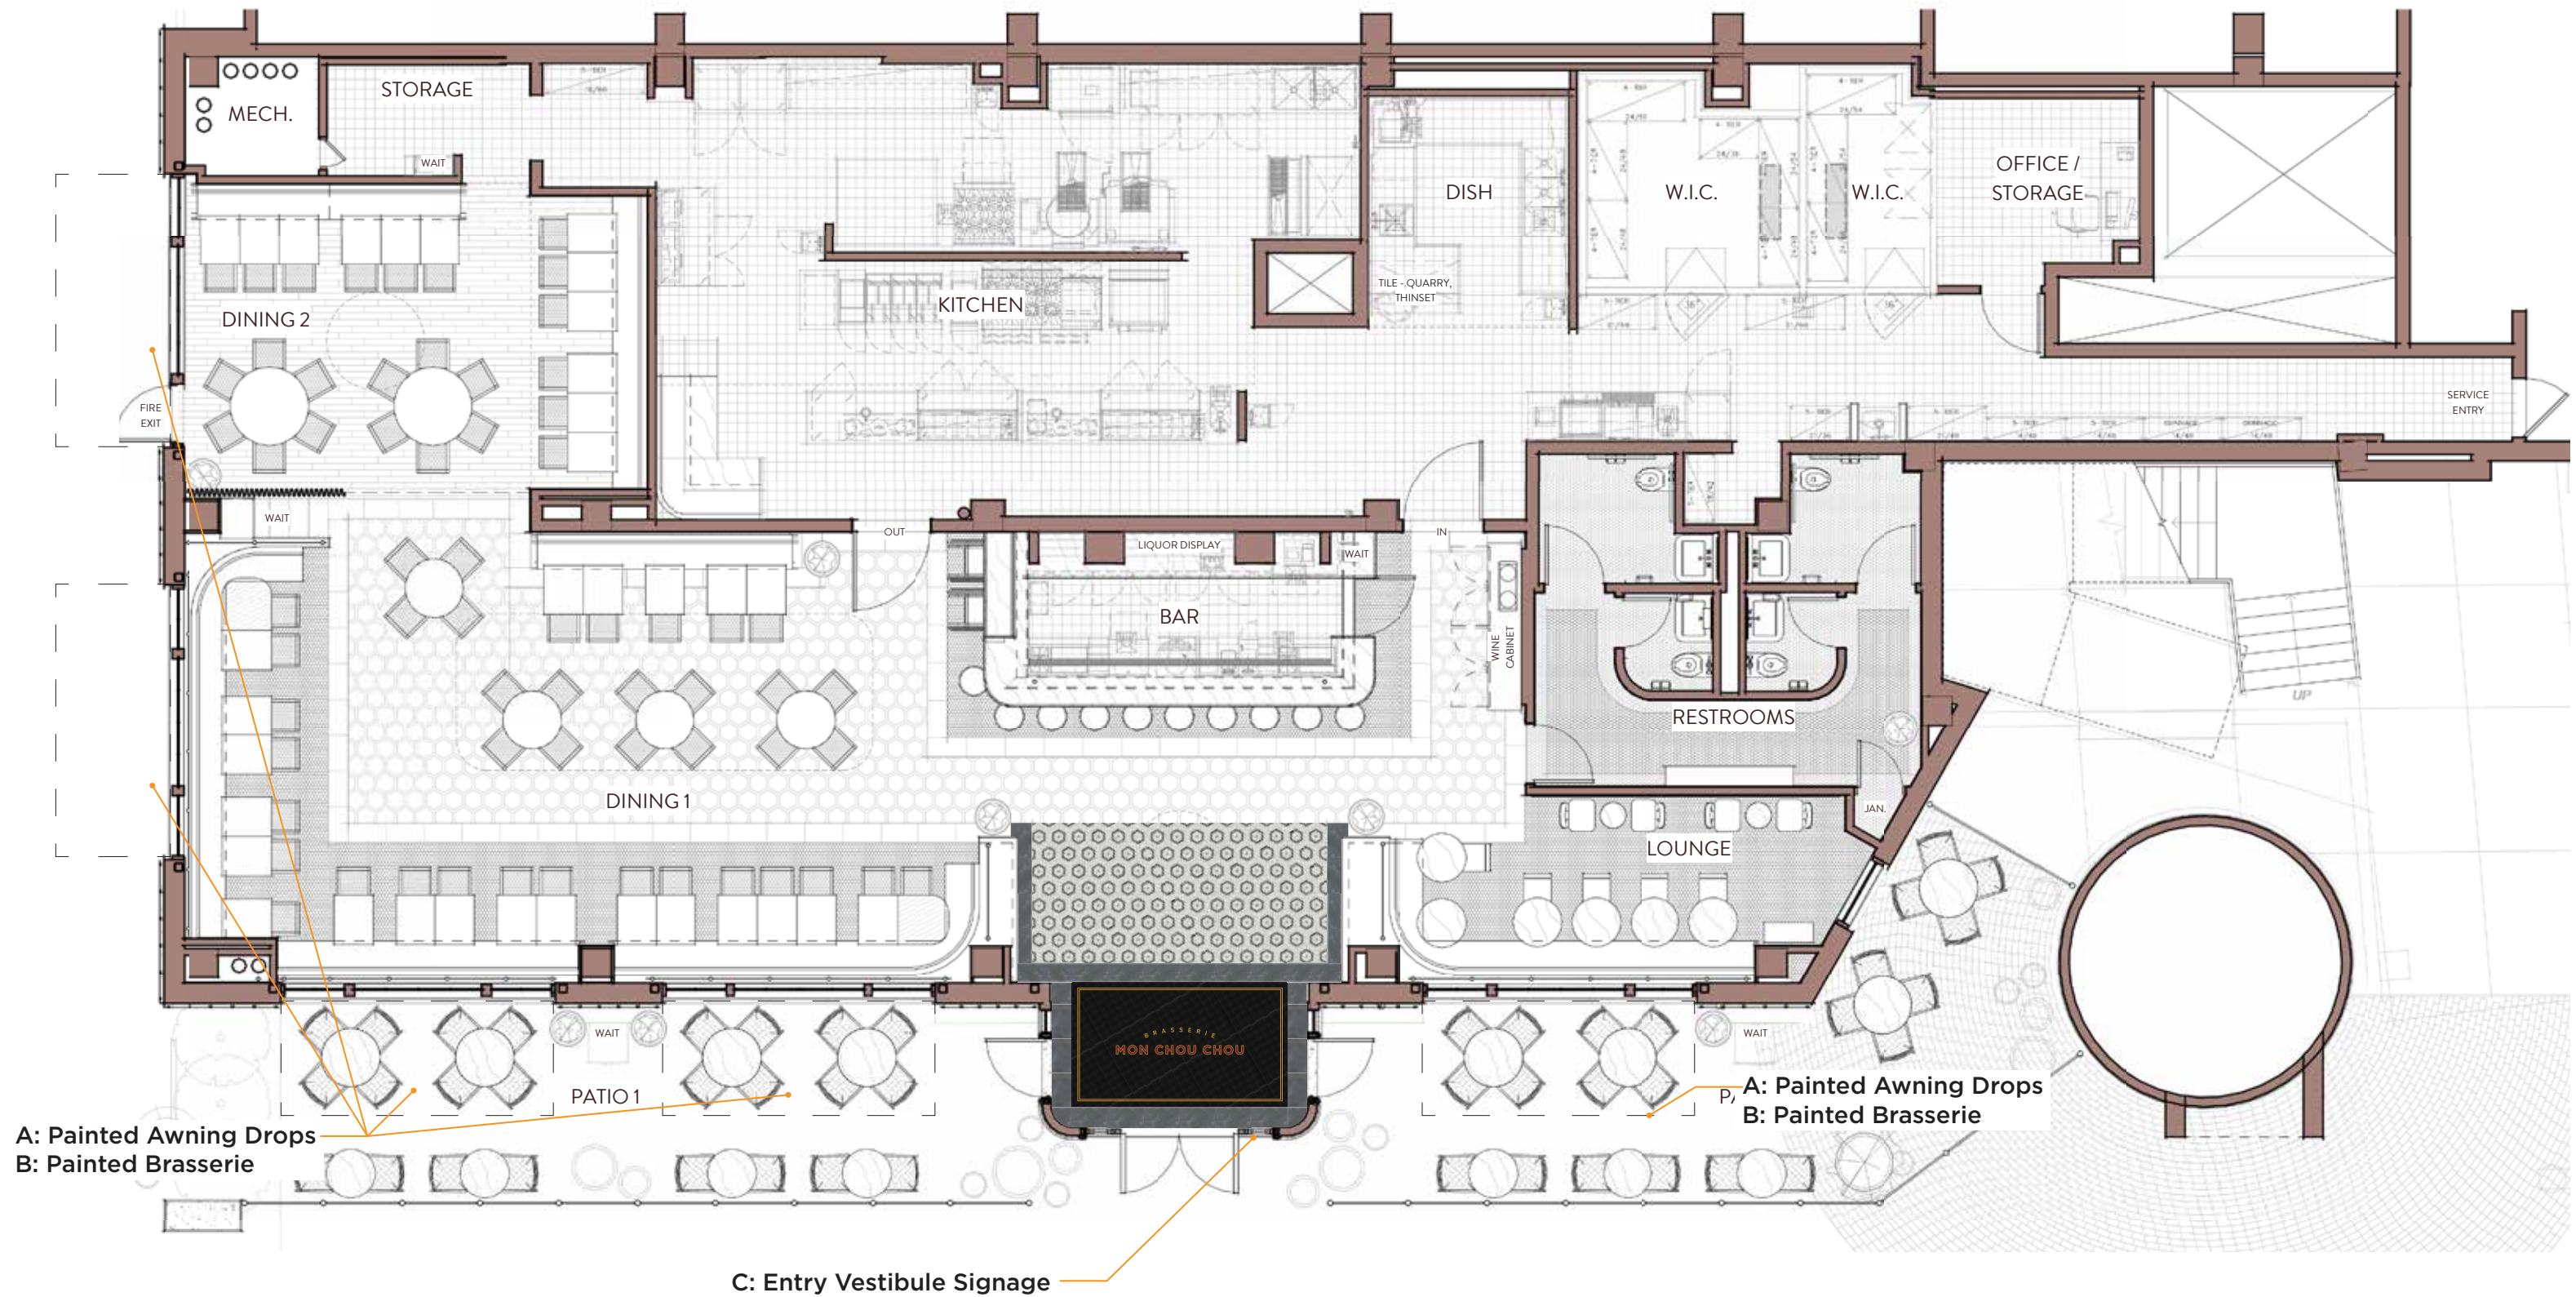 STORAGE
MECH.
WAIT
DINING 2
FIRE
EXIT
WAIT
KITCHEN
DISH
TILE - QUARRY,
THINSET
W.I.C.
W.I.C.
OFFICE /
STORAGE
16"
16"
SERVICE
ENTRY
OUT
LIQUOR DISPLAY
WAIT
IN
BAR
WINE
CABINET
RESTROOMS
UP
DINING 1
JAN.
LOUNGE
BRASSERIE
MON CHOU CHOU
WAIT
WAIT
PATIO 1
A: Painted Awning Drops
B: Painted Brasserie
A: Painted Awning Drops
B: Painted Brasserie
C: Entry Vestibule Signage